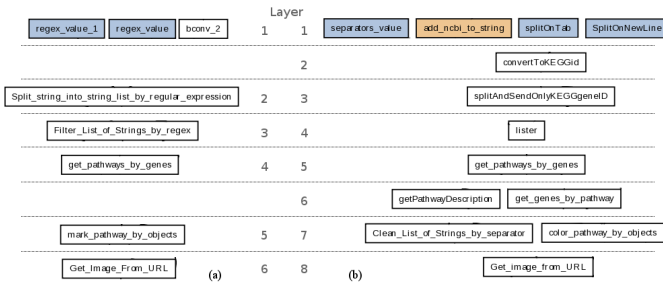 Layer
regex_value_1 regex_value bconv_2 1 1 separators_value add_ncbi_to_string splitOnTab SplitOnNewLine
2 convertToKEGGid
Split_string_into_string_list_by_regular_expression 2 3 splitAndSendOnlyKEGGgeneID
Filter_List_of_Strings_by_regex 3 4 lister
get_pathways_by_genes 4 5 get_pathways_by_genes
6 getPathwayDescription get_genes_by_pathway
mark_pathway_by_objects 5 7 Clean_List_of_Strings_by_separator color_pathway_by_objects
Get_Image_From_URL (a) 6 8 (b) Get_image_from_URL